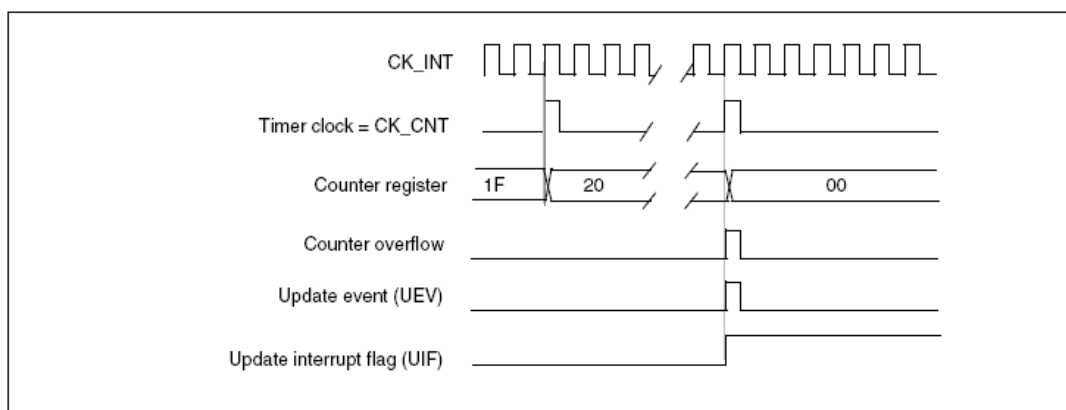 CK_INT
Timer clock = CK_CNT
Counter register 1F 20 00
Counter overflow
Update event (UEV)
Update interrupt flag (UIF)